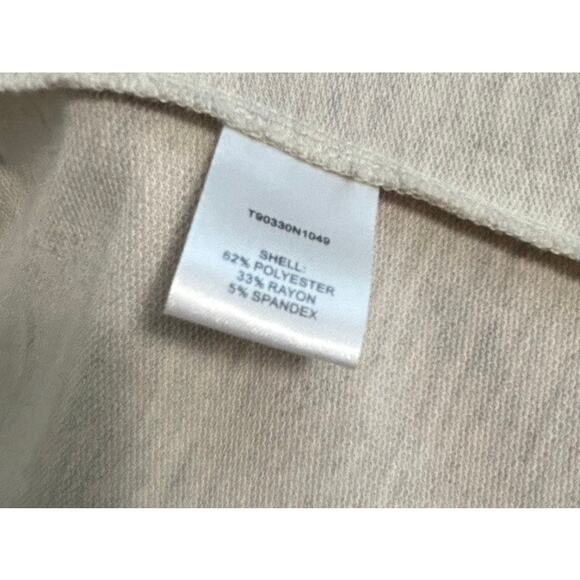 T90330N1049
SHELL:
62% POLYESTER
33% RAYON
5% SPANDEX